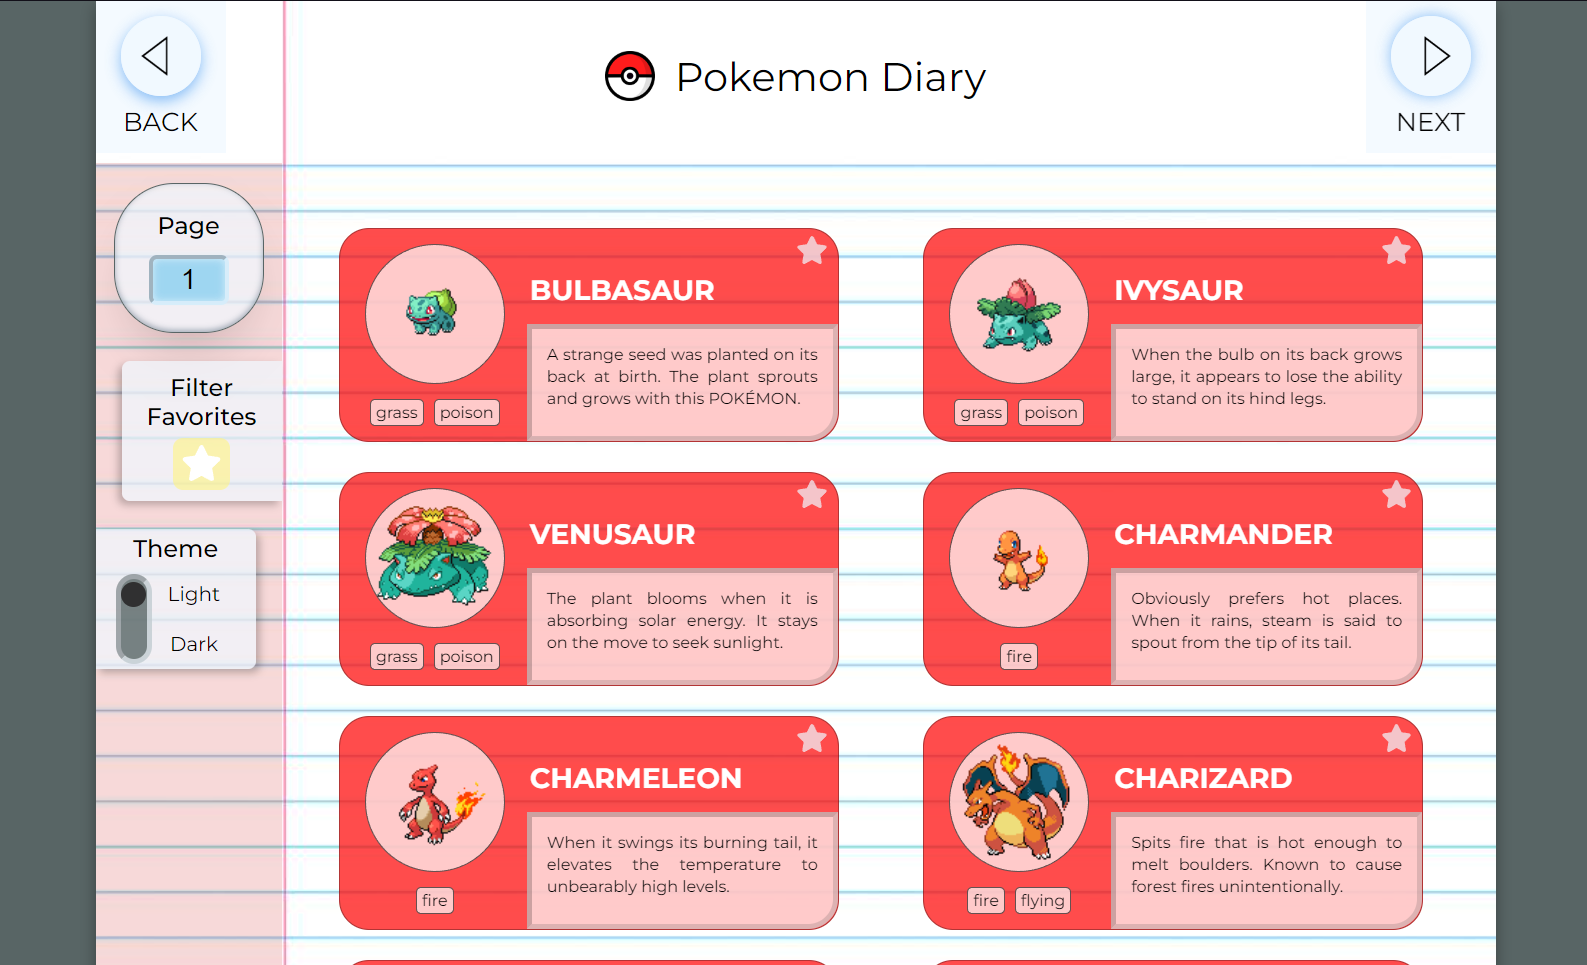 BACK
Pokemon Diary
NEXT
Page
1
Filter
Favorites
Theme
Light
Dark
BULBASAUR
A strange seed was planted on its
back at birth. The plant sprouts
and grows with this POKÉMON.
grass poison
IVYSAUR
When the bulb on its back grows
large, it appears to lose the ability
to stand on its hind legs.
grass poison
VENUSAUR
The plant blooms when it is
absorbing solar energy. It stays
on the move to seek sunlight.
grass poison
CHARMANDER
Obviously prefers hot places.
When it rains, steam is said to
spout from the tip of its tail.
fire
CHARMELEON
When it swings its burning tail, it
elevates the temperature to
unbearably high levels.
fire
CHARIZARD
Spits fire that is hot enough to
melt boulders. Known to cause
forest fires unintentionally.
fire flying